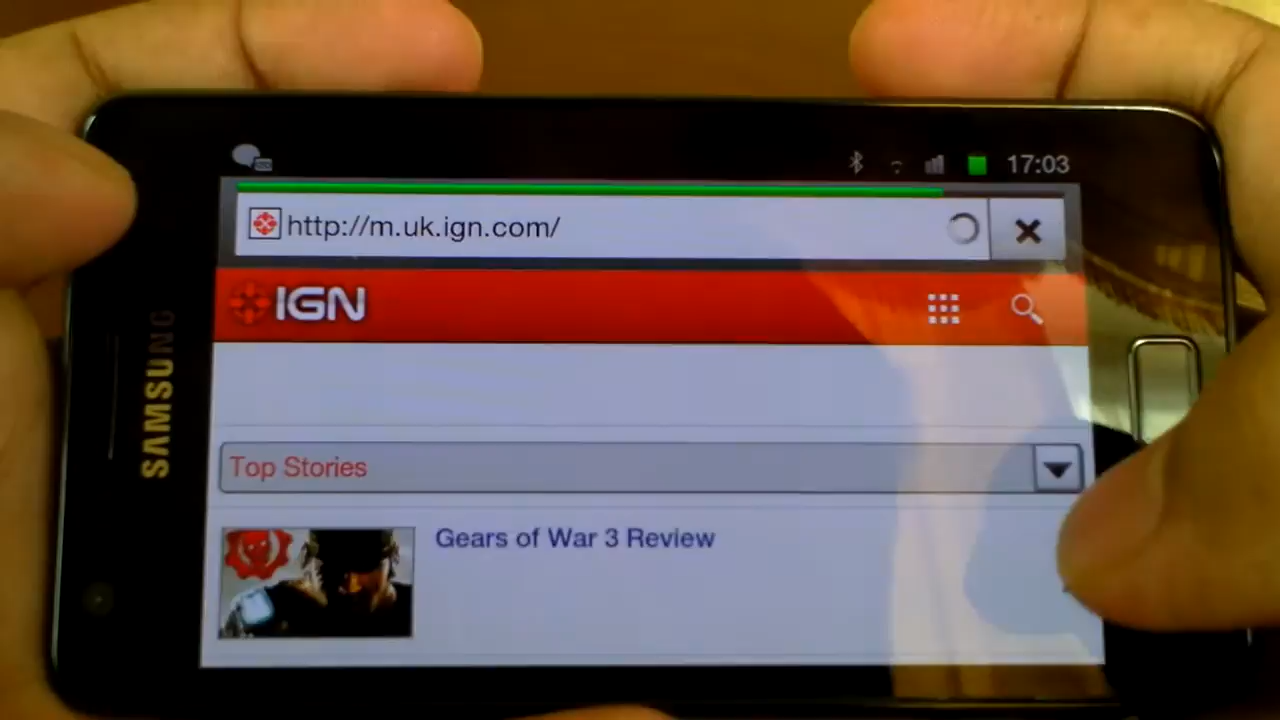 17:03
http://m.uk.ign.com/
IGN
SAMSUNG
Top Stories
Gears of War 3 Review